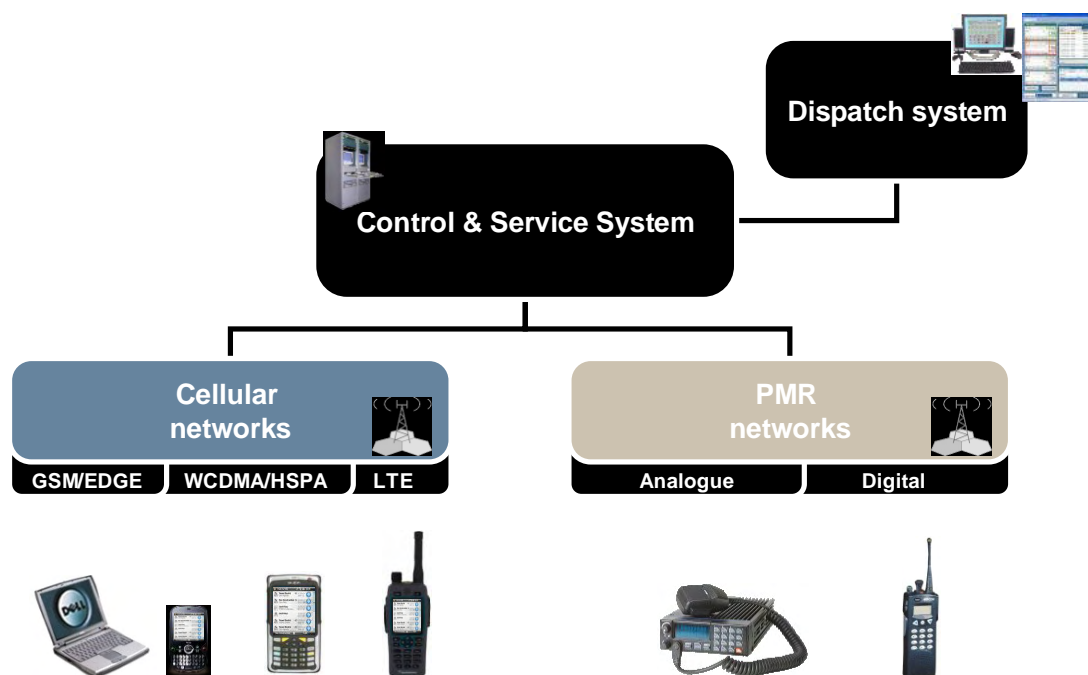 Dispatch system
Control & Service System
Cellular
networks
PMR
networks
GSM/EDGE
WCDMA/HSPA
LTE
Analogue
Digital
DELL